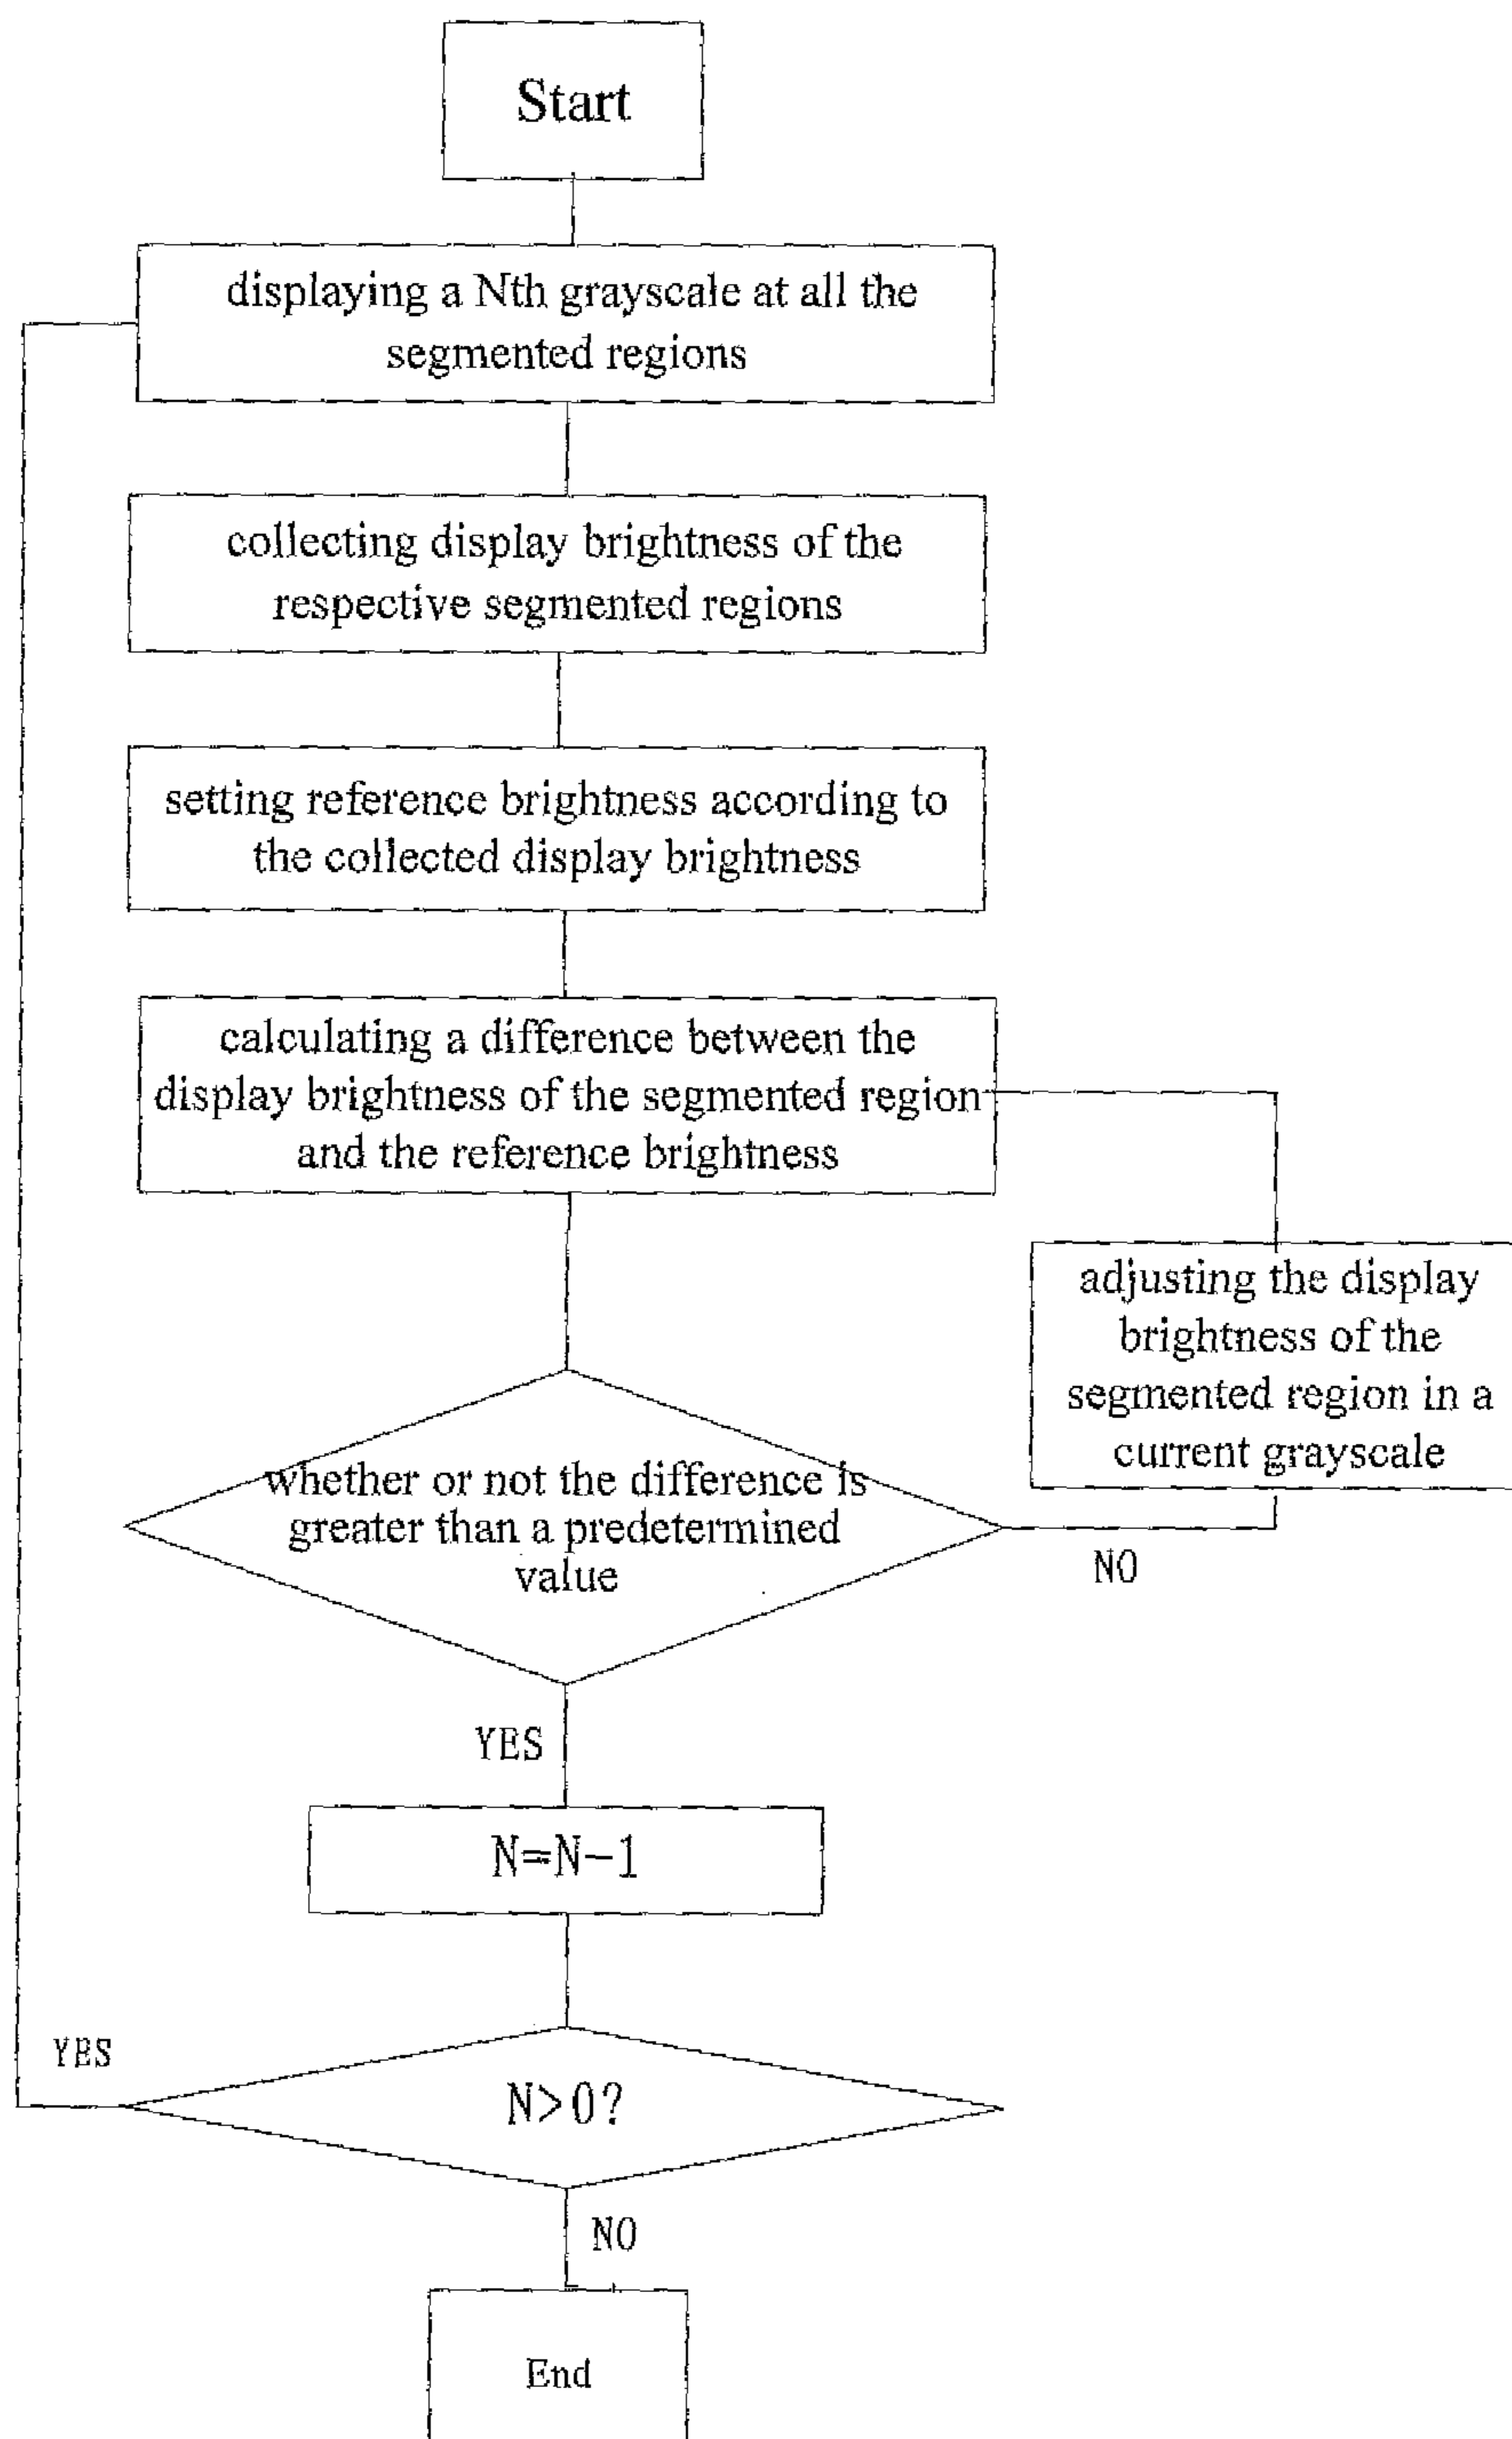 Start
displaying a Nth grayscale at all the
segmented regions
collecting display brightness of the
respective segmented regions
setting reference brightness according to
the collected display brightness
calculating a difference between the
display brightness of the segmented region
and the reference brightness
adjusting the display
brightness of the
segmented region in a
current grayscale
whether or not the difference is
greater than a predetermined
value
NO
YES
N=N-1
YES
N>0?
NO
End